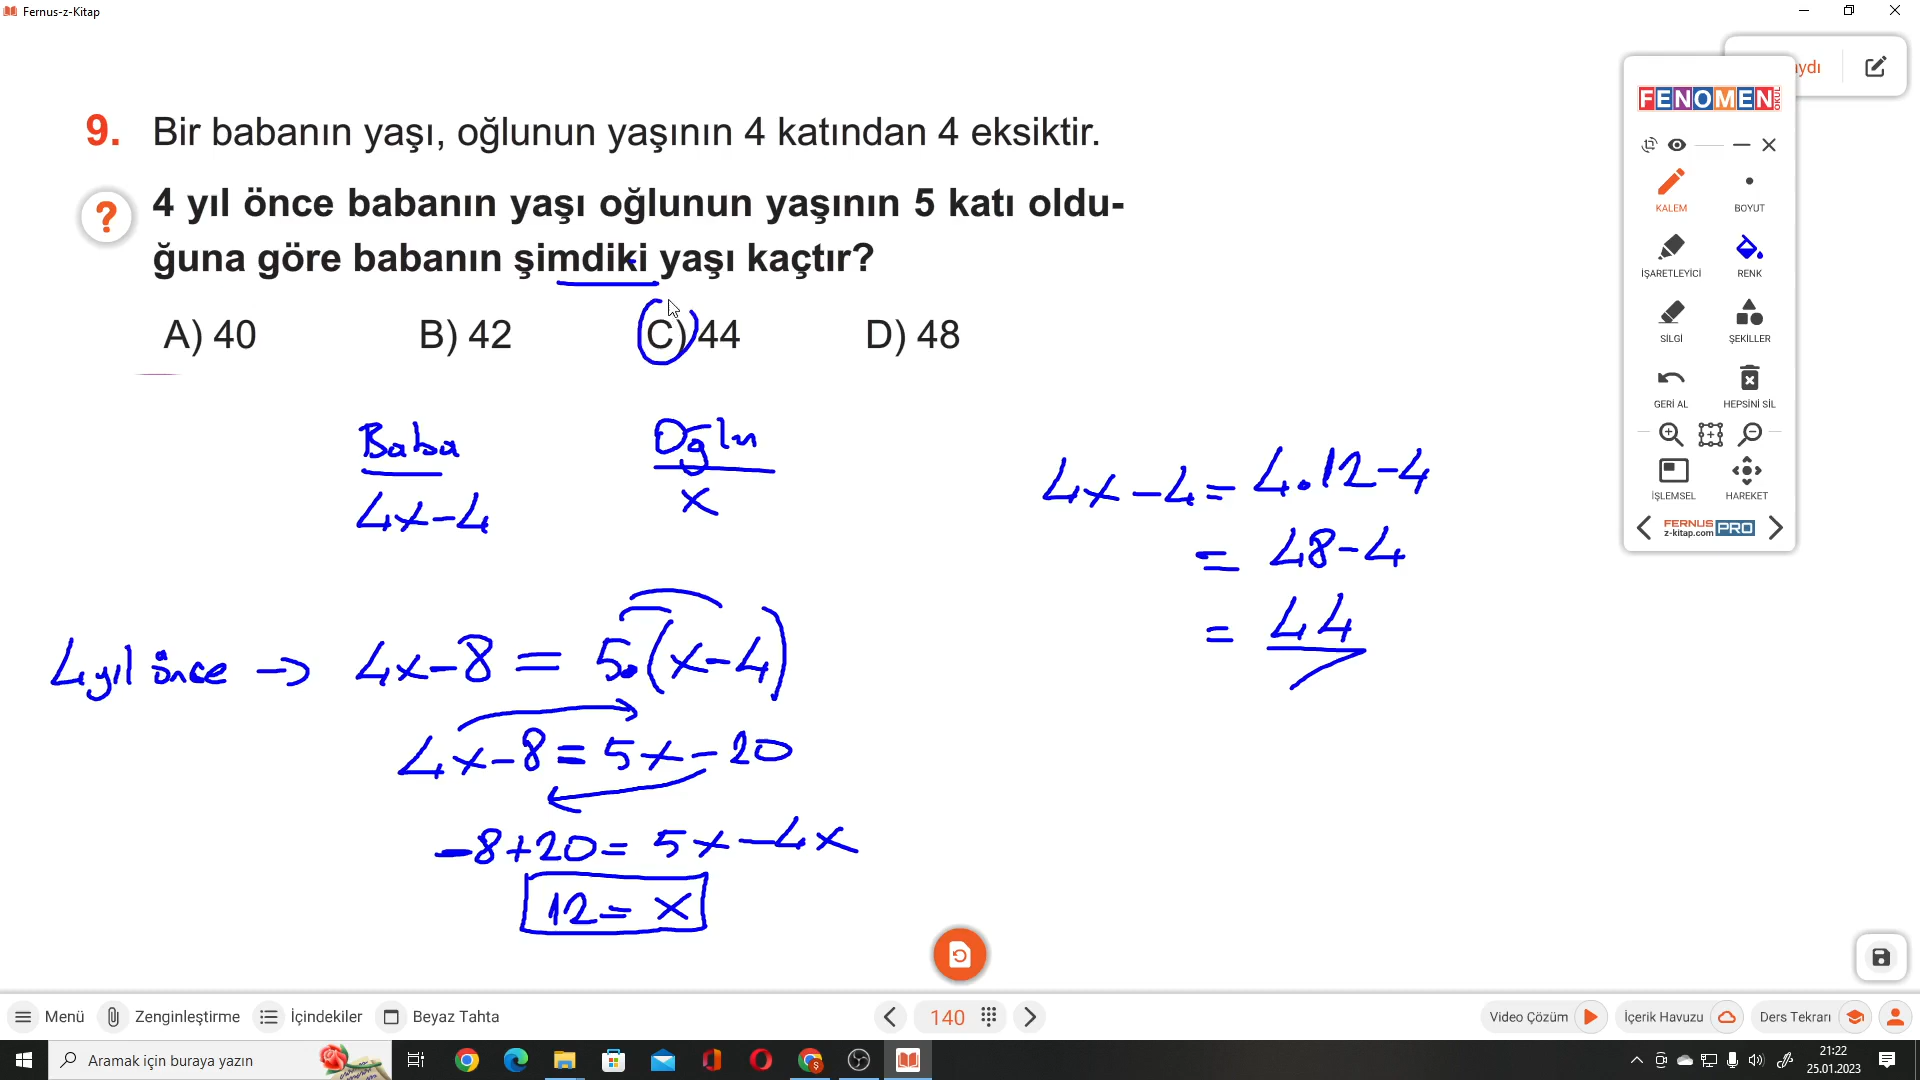 Fernus-z-Kitap
ıydı
9. Bir babanın yaşı, oğlunun yaşının 4 katından 4 eksiktir.
? 4 yıl önce babanın yaşı oğlunun yaşının 5 katı oldu-
ğuna göre babanın şimdiki yaşı kaçtır?
A) 40 B) 42 C) 44 D) 48
Baba Oğlu
4x-4 x
4 yıl önce → 4x-8 = 5.(x-4)
4x-8 = 5x-20
-8+20 = 5x-4x
12 = x
4x-4 = 4.12-4
= 48-4
= 44
FENOMEN OKUL
KALEM BOYUT
İŞARETLEYİCİ RENK
SİLGİ ŞEKİLLER
GERİ AL HEPSİNİ SİL
İŞLEMSEL HAREKET
FERNUS PRO
z-kitap.com
Menü Zenginleştirme İçindekiler Beyaz Tahta 140 Video Çözüm İçerik Havuzu Ders Tekrarı
Aramak için buraya yazın
21:22
25.01.2023